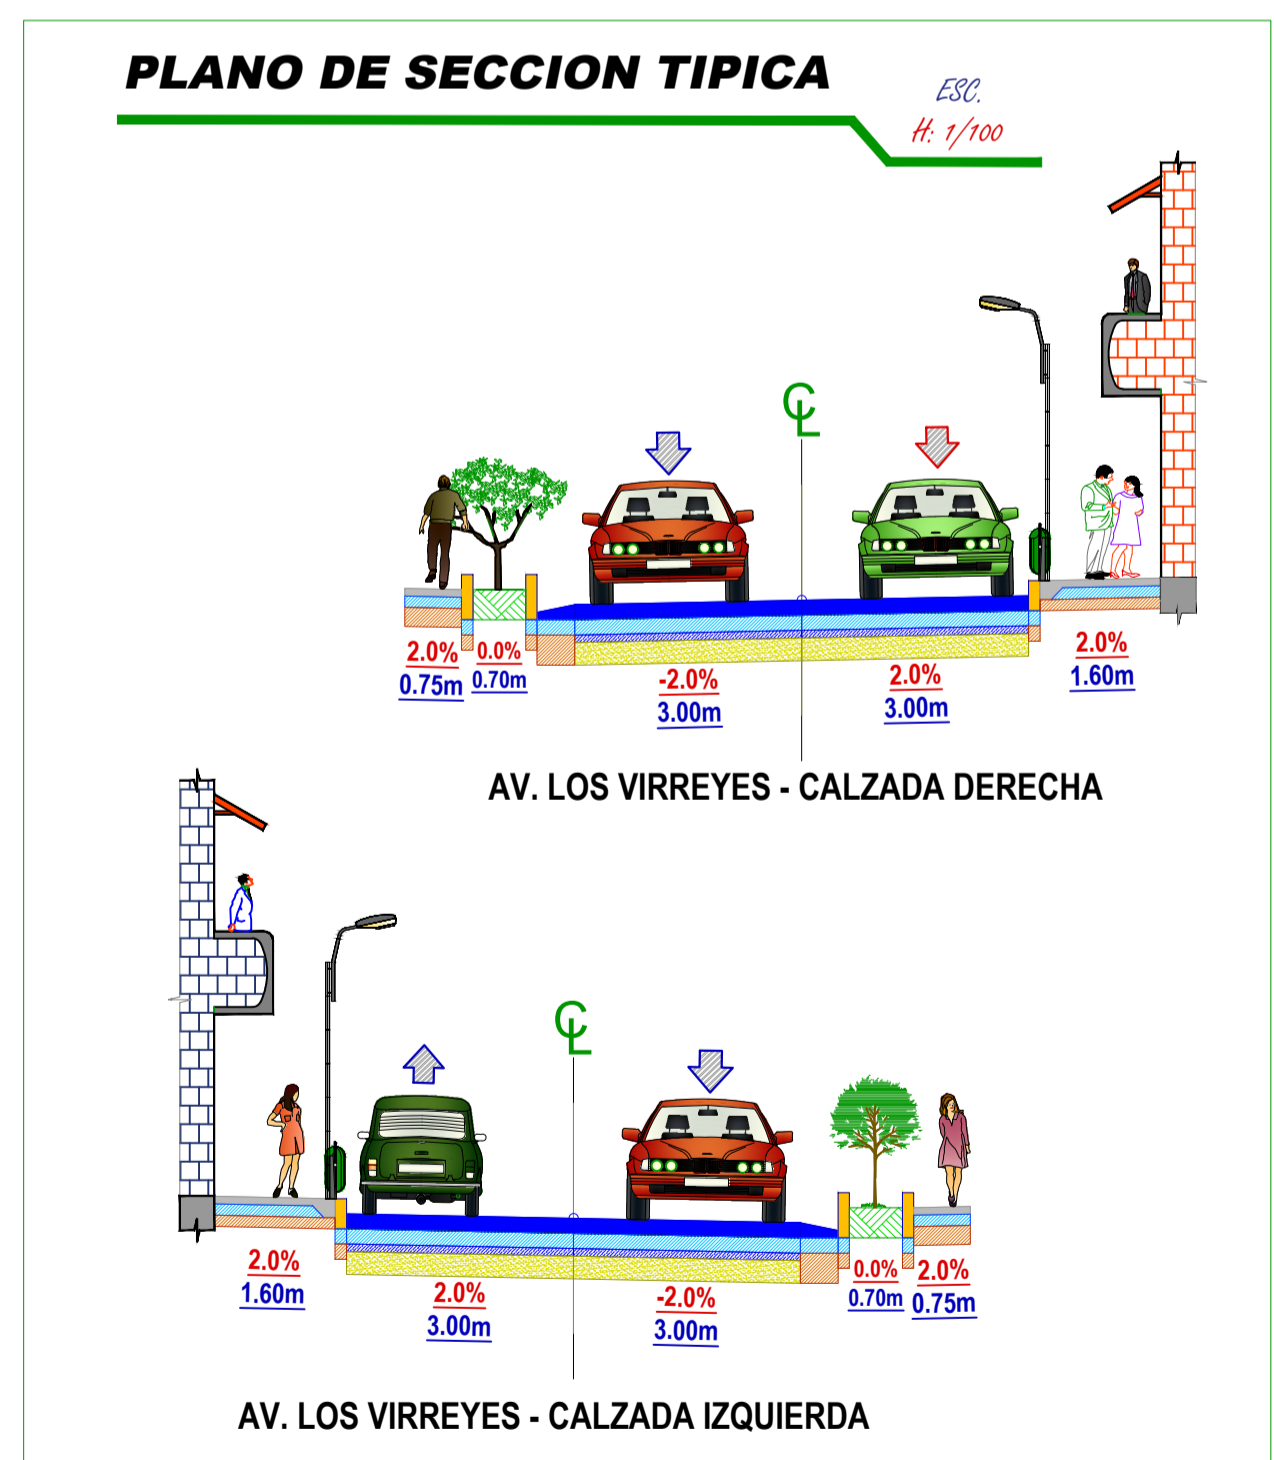 PLANO DE SECCION TIPICA
ESC.
H: 1/100
CL
2.0% 0.0% -2.0% 2.0% 2.0%
0.75m 0.70m 3.00m 3.00m 1.60m
AV. LOS VIRREYES - CALZADA DERECHA
CL
2.0% 2.0% -2.0% 0.0% 2.0%
1.60m 3.00m 3.00m 0.70m 0.75m
AV. LOS VIRREYES - CALZADA IZQUIERDA